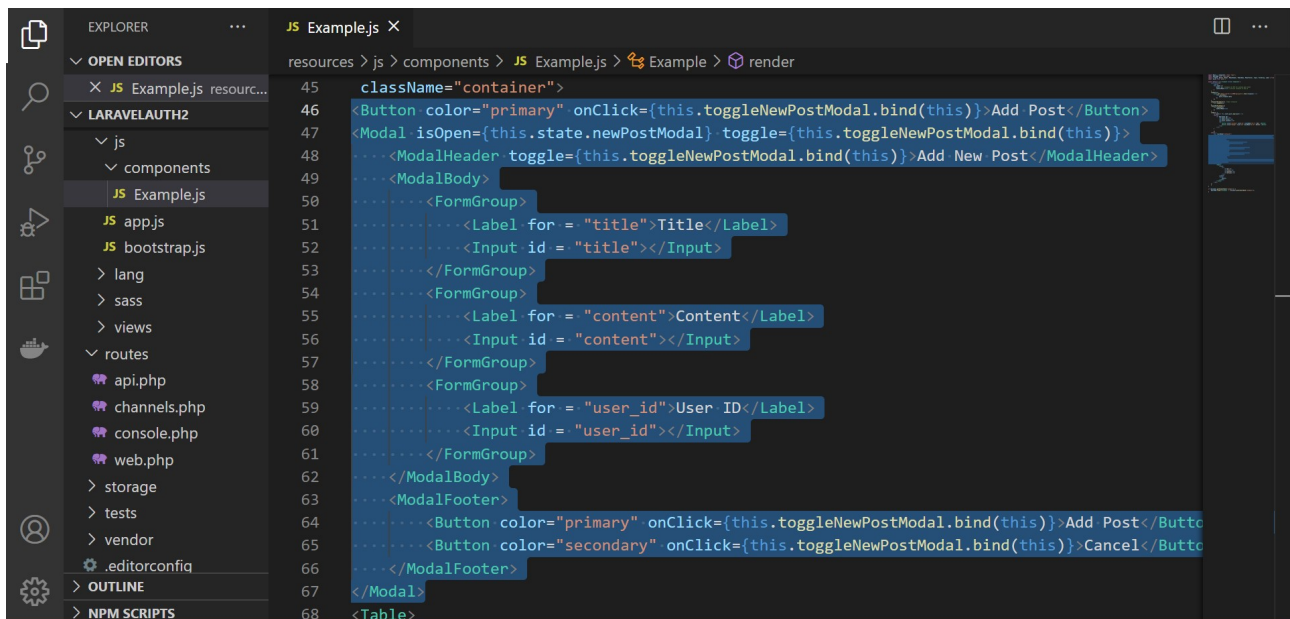 EXPLORER
JS Example.js
OPEN EDITORS
JS Example.js resourc...
LARAVELAUTH2
js
components
JS Example.js
JS app.js
JS bootstrap.js
lang
sass
views
routes
api.php
channels.php
console.php
web.php
storage
tests
vendor
.editorconfig
OUTLINE
NPM SCRIPTS
resources > js > components > JS Example.js > Example > render
45 className="container">
46 <Button color="primary" onClick={this.toggleNewPostModal.bind(this)}>Add Post</Button>
47 <Modal isOpen={this.state.newPostModal} toggle={this.toggleNewPostModal.bind(this)}>
48 <ModalHeader toggle={this.toggleNewPostModal.bind(this)}>Add New Post</ModalHeader>
49 <ModalBody>
50 <FormGroup>
51 <Label for = "title">Title</Label>
52 <Input id = "title"></Input>
53 </FormGroup>
54 <FormGroup>
55 <Label for = "content">Content</Label>
56 <Input id = "content"></Input>
57 </FormGroup>
58 <FormGroup>
59 <Label for = "user_id">User ID</Label>
60 <Input id = "user_id"></Input>
61 </FormGroup>
62 </ModalBody>
63 <ModalFooter>
64 <Button color="primary" onClick={this.toggleNewPostModal.bind(this)}>Add Post</Butto
65 <Button color="secondary" onClick={this.toggleNewPostModal.bind(this)}>Cancel</Butto
66 </ModalFooter>
67 </Modal>
68 <Table>